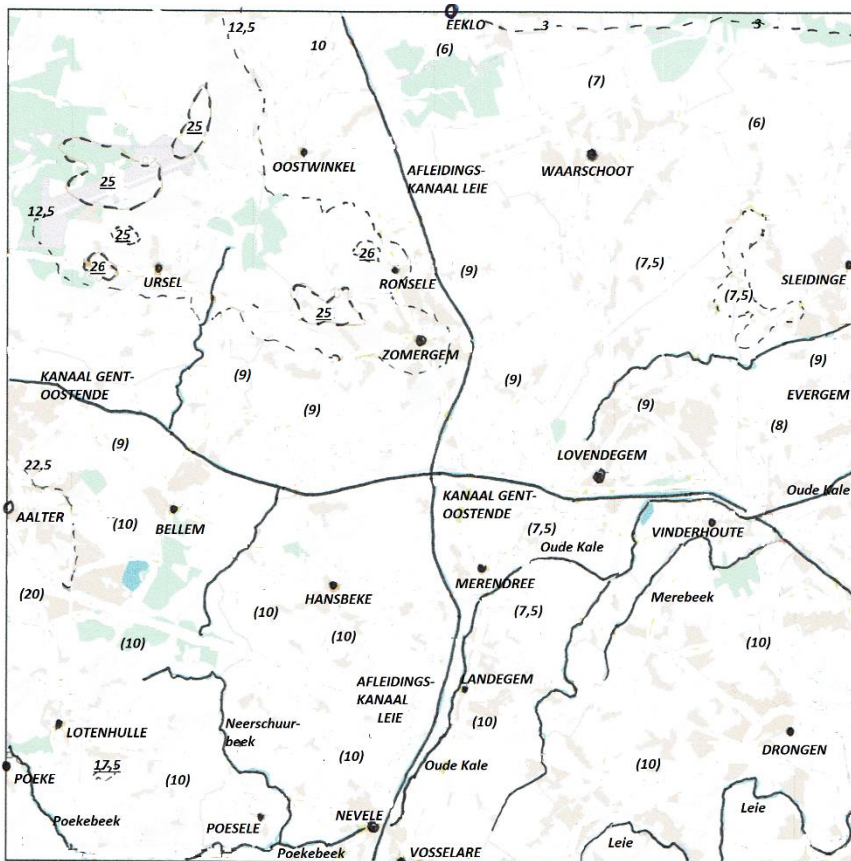 EEKLO
12,5
10
(6)
3
3
(7)
(6)
25
OOSTWINKEL
AFLEIDINGS-
KANAAL LEIE
WAARSCHOOT
25
12,5
25
26
URSEL
26
RONSELE
(9)
(7,5)
SLEIDINGE
25
(7,5)
ZOMERGEM
KANAAL GENT-
OOSTENDE
(9)
(9)
(9)
(9)
(9)
EVERGEM
(8)
(9)
LOVENDEGEM
22,5
AALTER
(10)
BELLEM
KANAAL GENT-
OOSTENDE
Oude Kale
(7,5)
Oude Kale
VINDERHOUTE
(20)
HANSBEKE
MERENDREE
Merebeek
(10)
(10)
(7,5)
(10)
(10)
(10)
AFLEIDINGS-
KANAAL
LEIE
LANDEGEM
(10)
LOTENHULLE
Neerschuur-
beek
DRONGEN
(10)
17,5
(10)
Oude Kale
(10)
POEKE
Poekebeek
POESELE
NEVELE
Leie
Poekebeek
VOSSELARE
Leie